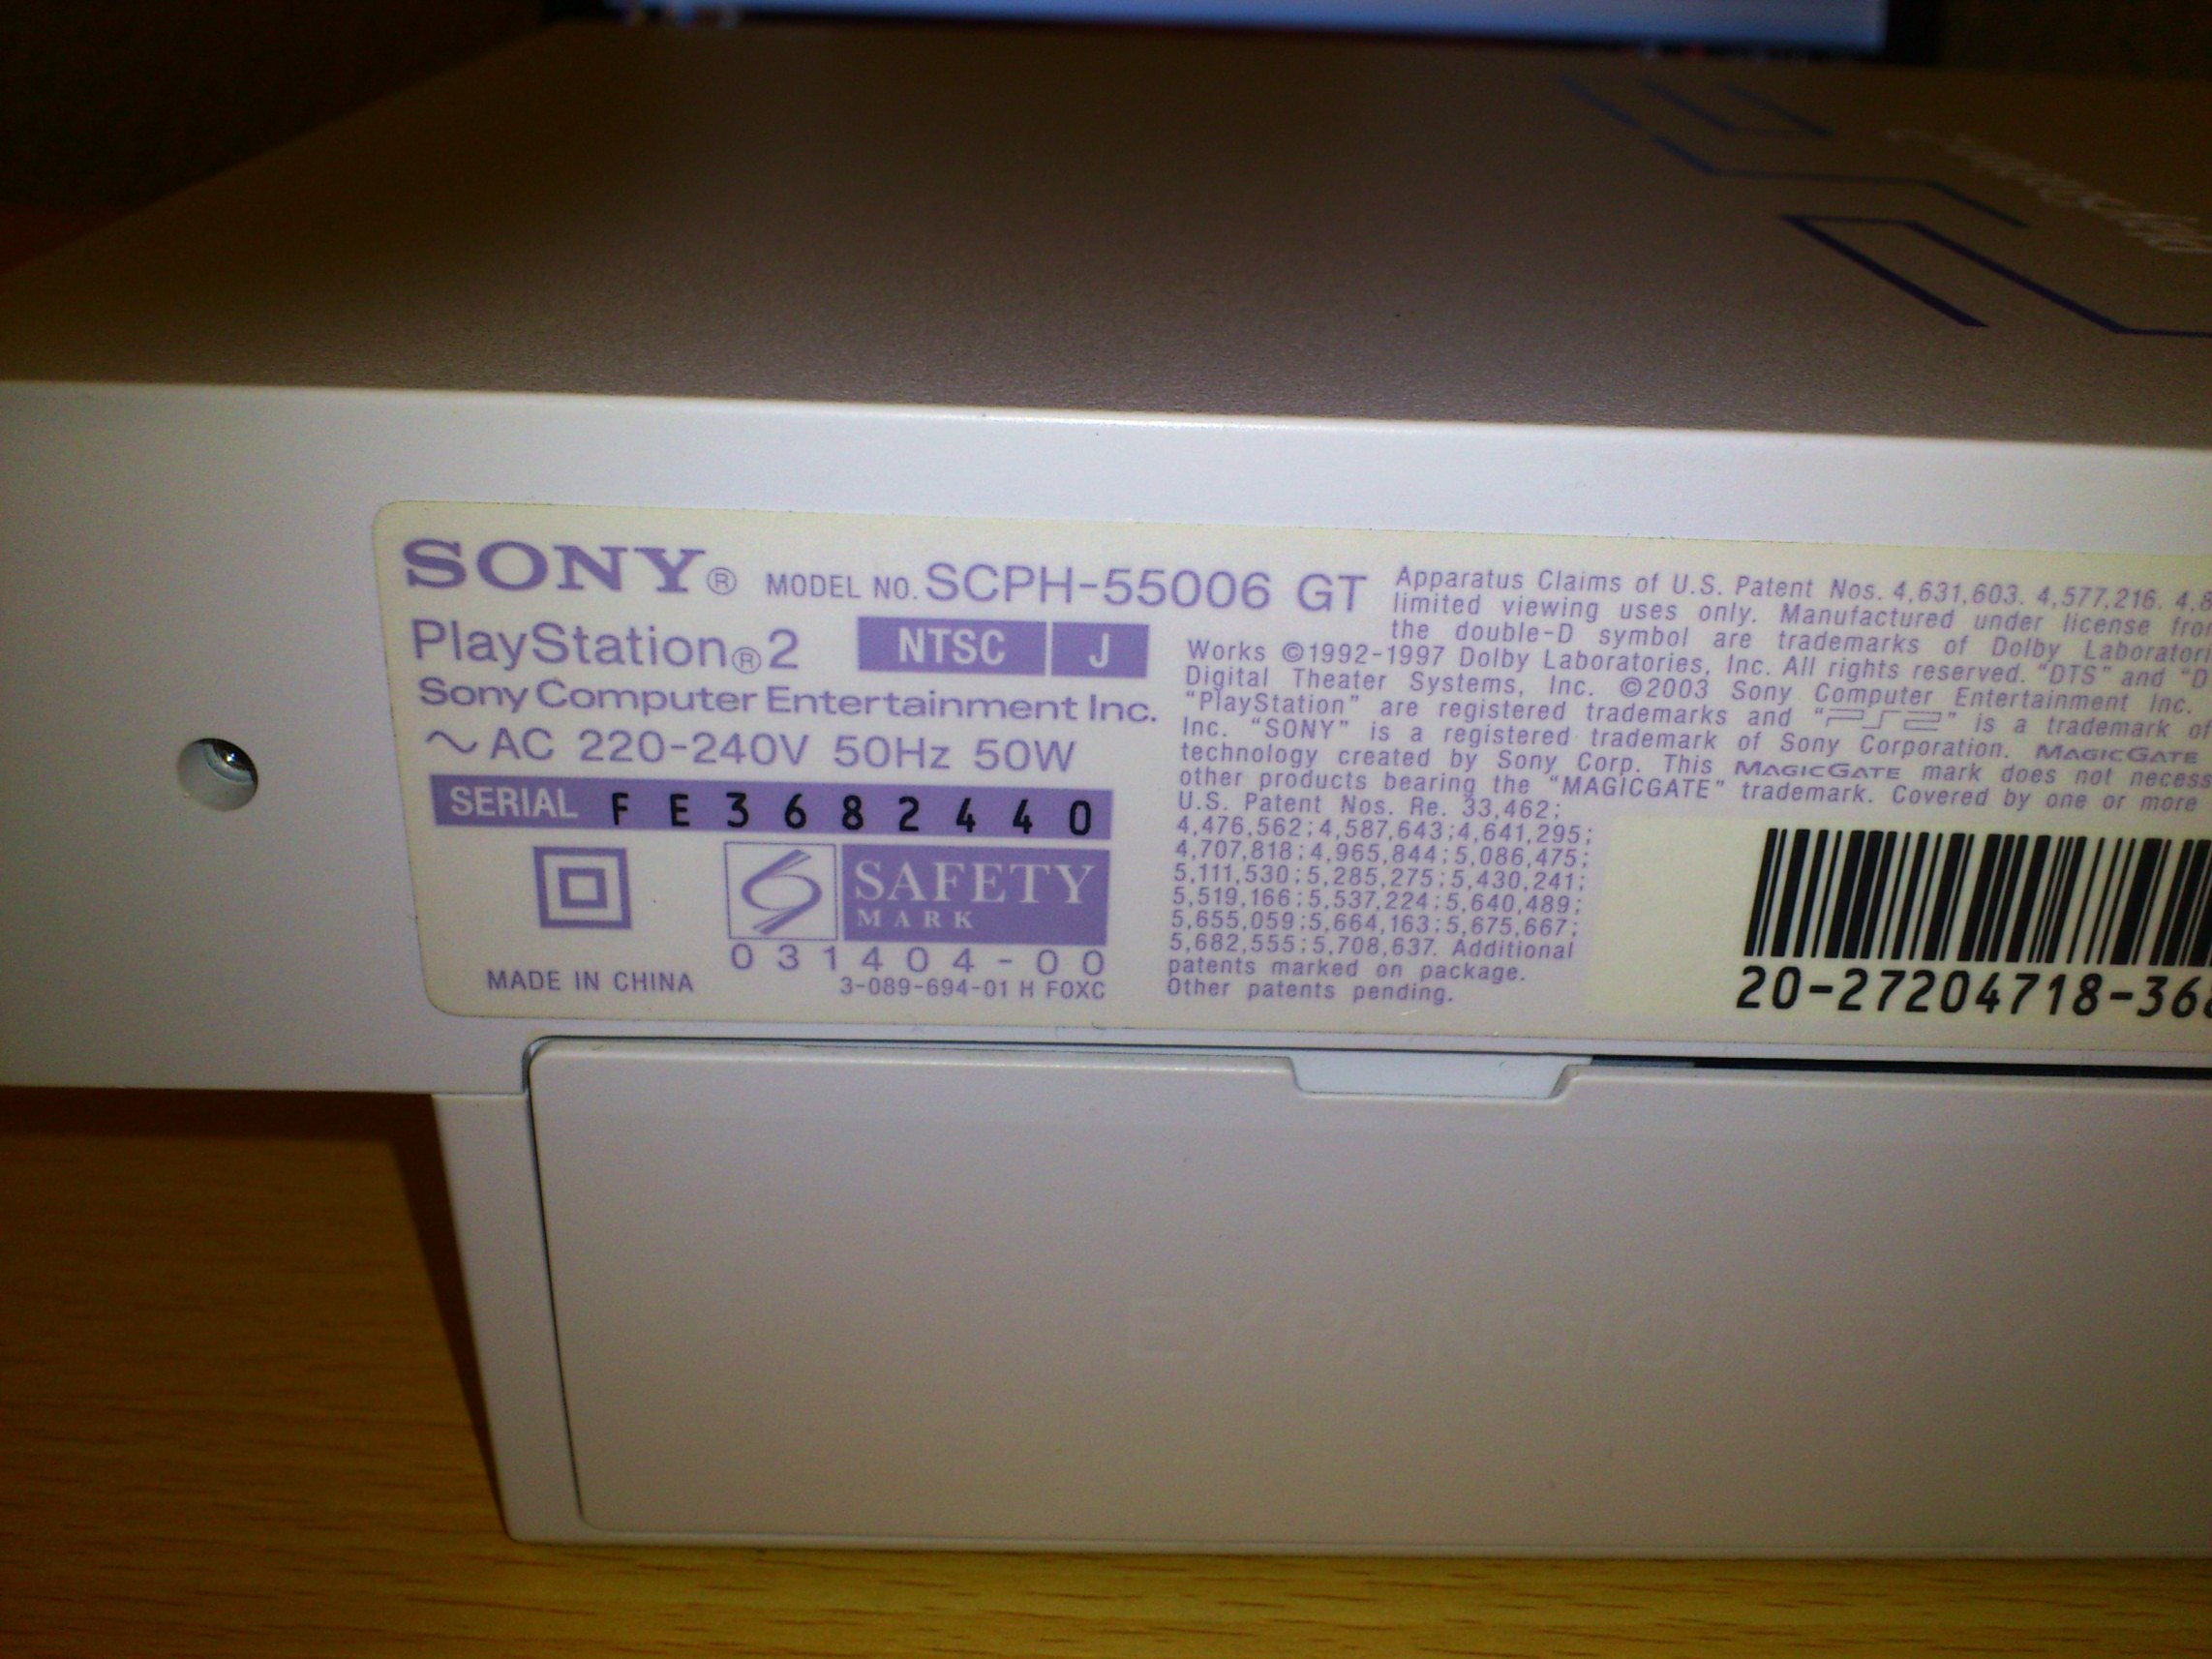 SONY® MODEL NO. SCPH-55006 GT
PlayStation®2 NTSC J
Sony Computer Entertainment Inc.
~ AC 220-240V 50Hz 50W
SERIAL FE3682440
SAFETY
MARK
031404-00
MADE IN CHINA
3-089-694-01 H FOXC
Apparatus Claims of U.S. Patent Nos. 4,631,603. 4,577,216. 4,8
limited viewing uses only. Manufactured under license from
the double-D symbol are trademarks of Dolby Laboratori
Works ©1992-1997 Dolby Laboratories, Inc. All rights reserved. "DTS" and "D
Digital Theater Systems, Inc. ©2003 Sony Computer Entertainment Inc.
"PlayStation" are registered trademarks and "PS2" is a trademark of
Inc. "SONY" is a registered trademark of Sony Corporation. MAGICGATE
technology created by Sony Corp. This MAGICGATE mark does not necess
other products bearing the "MAGICGATE" trademark. Covered by one or more
U.S. Patent Nos. Re. 33,462;
4,476,562;4,587,643;4,641,295;
4,707,818;4,965,844;5,086,475;
5,111,530;5,285,275;5,430,241;
5,519,166;5,537,224;5,640,489;
5,655,059;5,664,163;5,675,667;
5,682,555;5,708,637. Additional
patents marked on package.
Other patents pending.
20-27204718-368
EXPANSION BAY